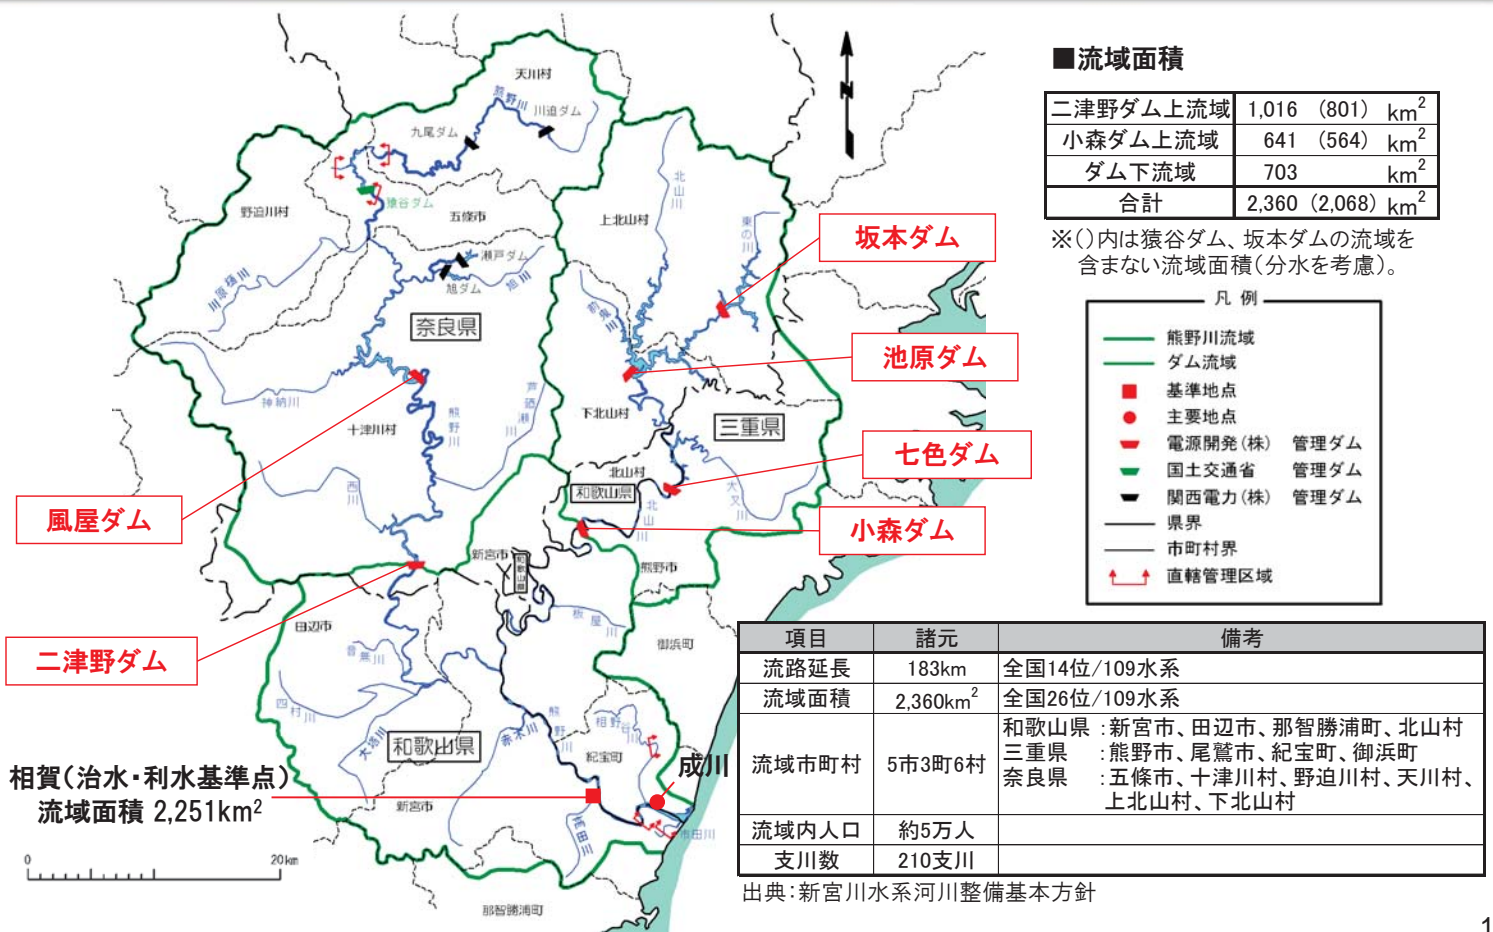 天川村
熊野川
川迫ダム
九尾ダム
猿谷ダム
野迫川村
五條市
瀬戸ダム
旭ダム
旭川
川原樋川
奈良県
神納川
十津川村
熊野川
芦廼瀬川
西川
風屋ダム
二津野ダム
上北山村
北山川
東の川
前鬼川
下北山村
坂本ダム
池原ダム
三重県
七色ダム
北山村
和歌山県
北山川
大又川
小森ダム
熊野市
新宮市
和歌山県
板屋川
御浜町
田辺市
音無川
四村川
大塔川
和歌山県
赤木川
熊野川
相野谷川
紀宝町
成川
相賀(治水・利水基準点)
流域面積 2,251km2
新宮市
市田川
那智勝浦町
0 20km
N
■流域面積
二津野ダム上流域 1,016 (801) km2
小森ダム上流域 641 (564) km2
ダム下流域 703 km2
合計 2,360 (2,068) km2
※()内は猿谷ダム、坂本ダムの流域を
含まない流域面積(分水を考慮)。
凡例
熊野川流域
ダム流域
基準地点
主要地点
電源開発(株) 管理ダム
国土交通省 管理ダム
関西電力(株) 管理ダム
県界
市町村界
直轄管理区域
項目 諸元 備考
流路延長 183km 全国14位/109水系
流域面積 2,360km2 全国26位/109水系
流域市町村 5市3町6村 和歌山県:新宮市、田辺市、那智勝浦町、北山村
三重県 :熊野市、尾鷲市、紀宝町、御浜町
奈良県 :五條市、十津川村、野迫川村、天川村、
上北山村、下北山村
流域内人口 約5万人
支川数 210支川
出典:新宮川水系河川整備基本方針
1